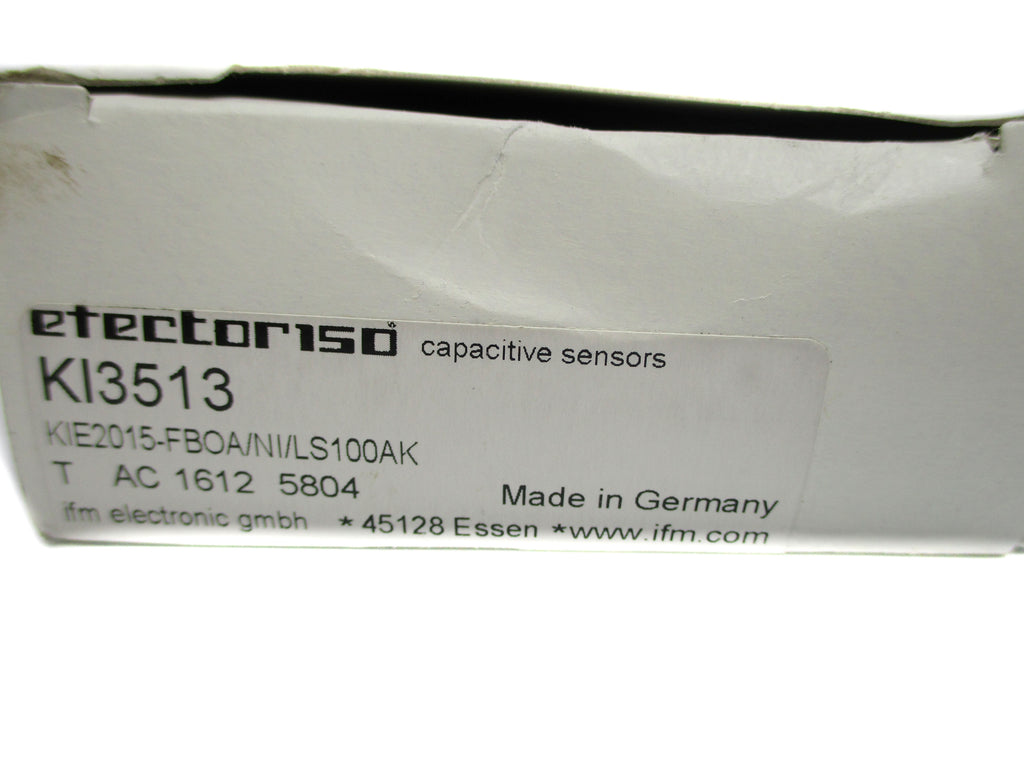 efector150 capacitive sensors
KI3513
KIE2015-FBOA/NI/LS100AK
T AC 1612 5804 Made in Germany
ifm electronic gmbh * 45128 Essen *www.ifm.com